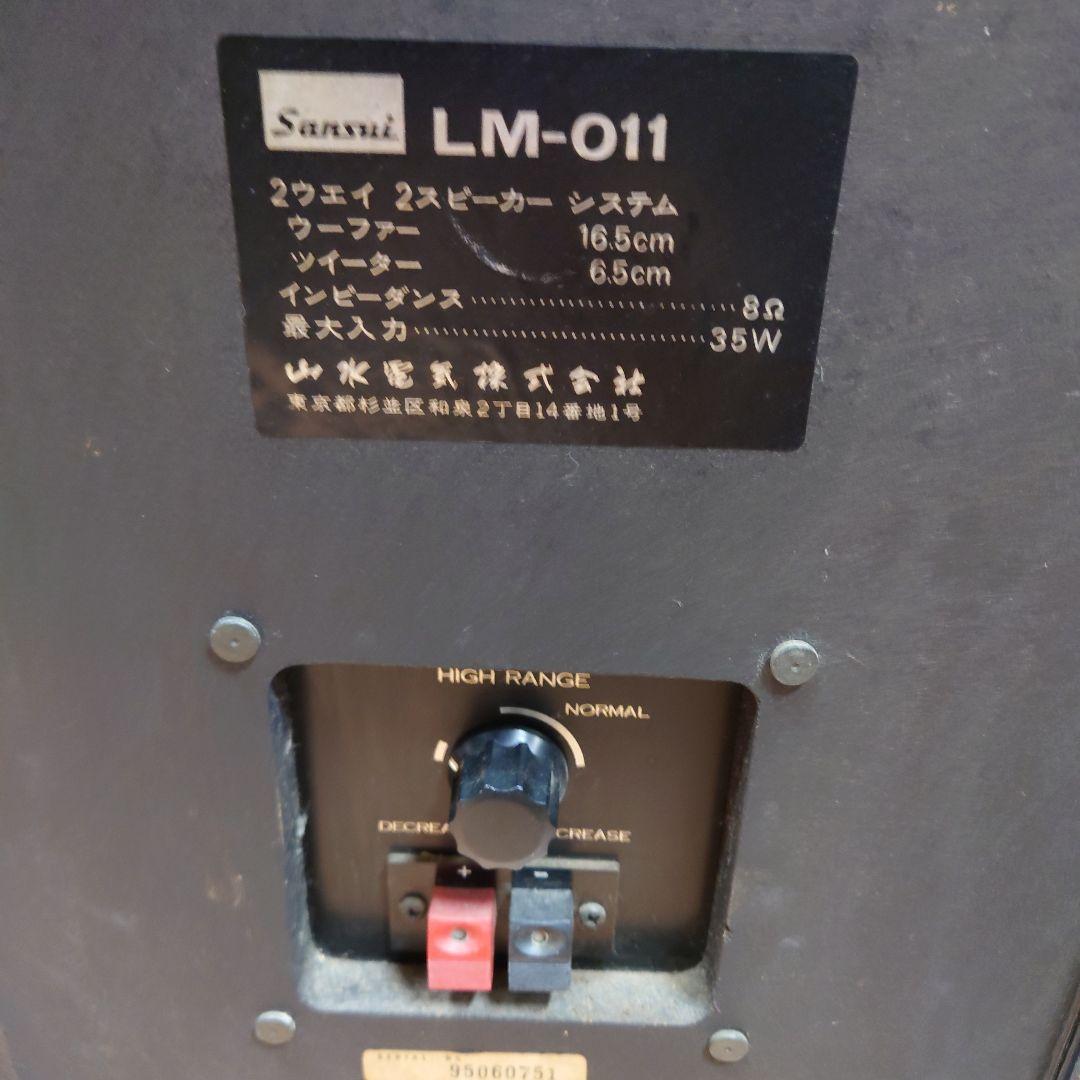 Sansui LM-011
2ウエイ 2スピーカー システム
ウーファー 16.5cm
ツイーター 6.5cm
インピーダンス 8Ω
最大入力 35W
山水電気株式会社
東京都杉並区和泉2丁目14番地1号
HIGH RANGE
NORMAL
+ -
95060751